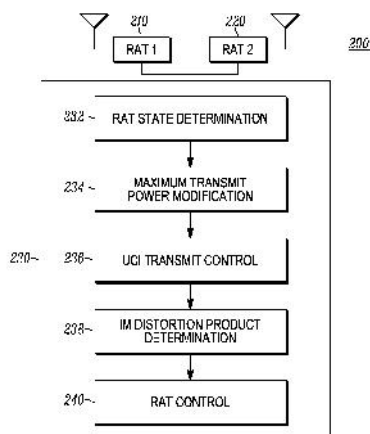 210
220
200
RAT 1
RAT 2
232
RAT STATE DETERMINATION
234
MAXIMUM TRANSMIT
POWER MODIFICATION
230
236
UCI TRANSMIT CONTROL
238
IM DISTORTION PRODUCT
DETERMINATION
240
RAT CONTROL